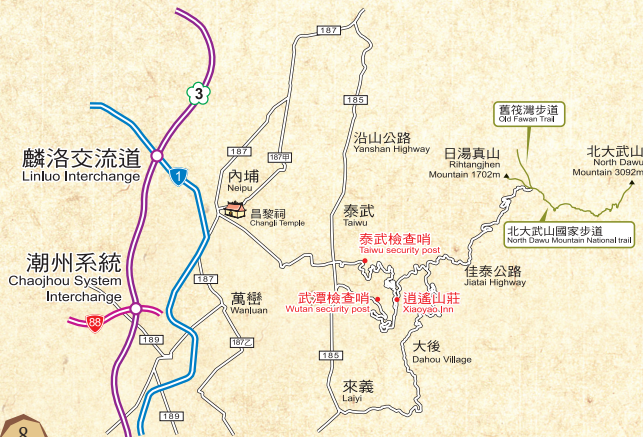 187
3
185
舊筏灣步道
Old Fawan Trail
沿山公路
Yanshan Highway
日湯真山
Rihtangjhen
Mountain 1702m
北大武山
North Dawu
Mountain 3092m
麟洛交流道
Linluo Interchange
1
187
187甲
內埔
Neipu
昌黎祠
Changli Temple
泰武
Taiwu
北大武山國家步道
North Dawu Mountain National trail
泰武檢查哨
Taiwu security post
潮州系統
Chaojhou System
Interchange
佳泰公路
Jiatai Highway
187
萬巒
Wanluan
武潭檢查哨
Wutan security post
逍遙山莊
Xiaoyao Inn
88
189
187乙
185
大後
Dahou Village
來義
Laiyi
189
8